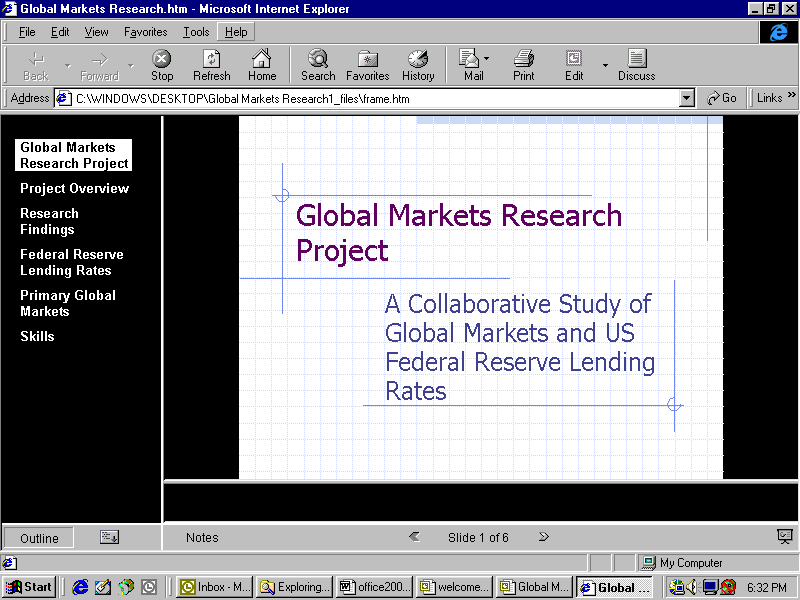 Global Markets Research.htm - Microsoft Internet Explorer
File Edit View Favorites Tools Help
Back Forward Stop Refresh Home Search Favorites History Mail Print Edit Discuss
Address C:\WINDOWS\DESKTOP\Global Markets Research1_files\frame.htm Go Links »
Global Markets
Research Project
Project Overview
Research
Findings
Federal Reserve
Lending Rates
Primary Global
Markets
Skills
Global Markets Research
Project
A Collaborative Study of
Global Markets and US
Federal Reserve Lending
Rates
Outline Notes Slide 1 of 6
My Computer
Start Inbox - M... Exploring... office200... welcome... Global M... Global ... 6:32 PM